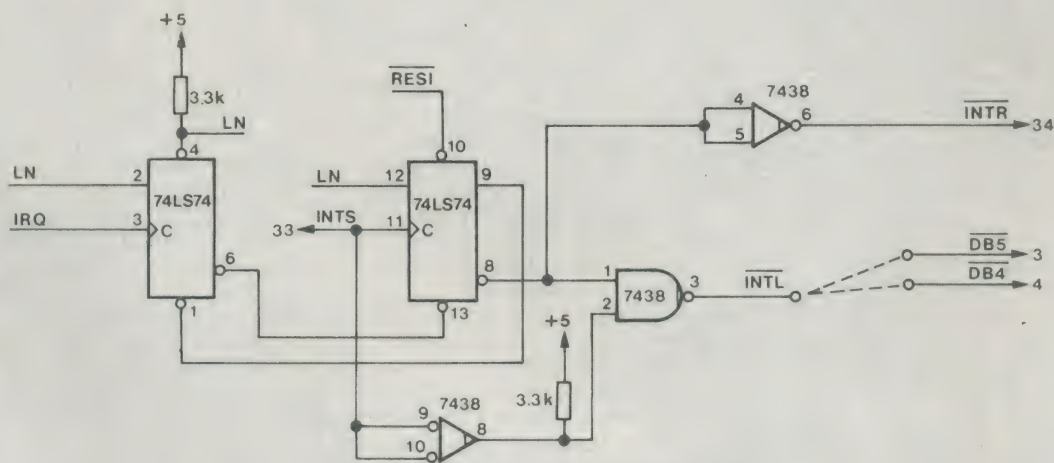 +5
3.3k
LN
4
LN
2
74LS74
IRQ
3
C
6
1
RESI
10
LN
12
74LS74
9
33
INTS
11
C
8
13
7438
4
5
6
INTR
34
1
7438
2
3
INTL
DB5
3
DB4
4
+5
3.3k
7438
9
10
8